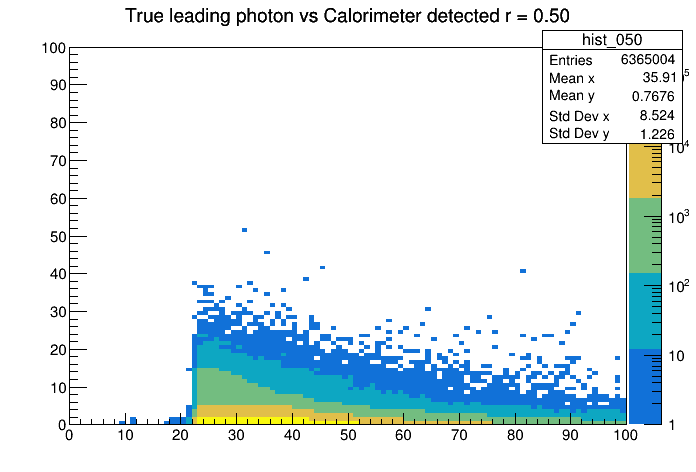 True leading photon vs Calorimeter detected r = 0.50
hist_050
Entries 6365004
Mean x 35.91
Mean y 0.7676
Std Dev x 8.524
Std Dev y 1.226
100
90
80
70
60
50
40
30
20
10
0
0 10 20 30 40 50 60 70 80 90 100
10⁴
10³
10²
10
1